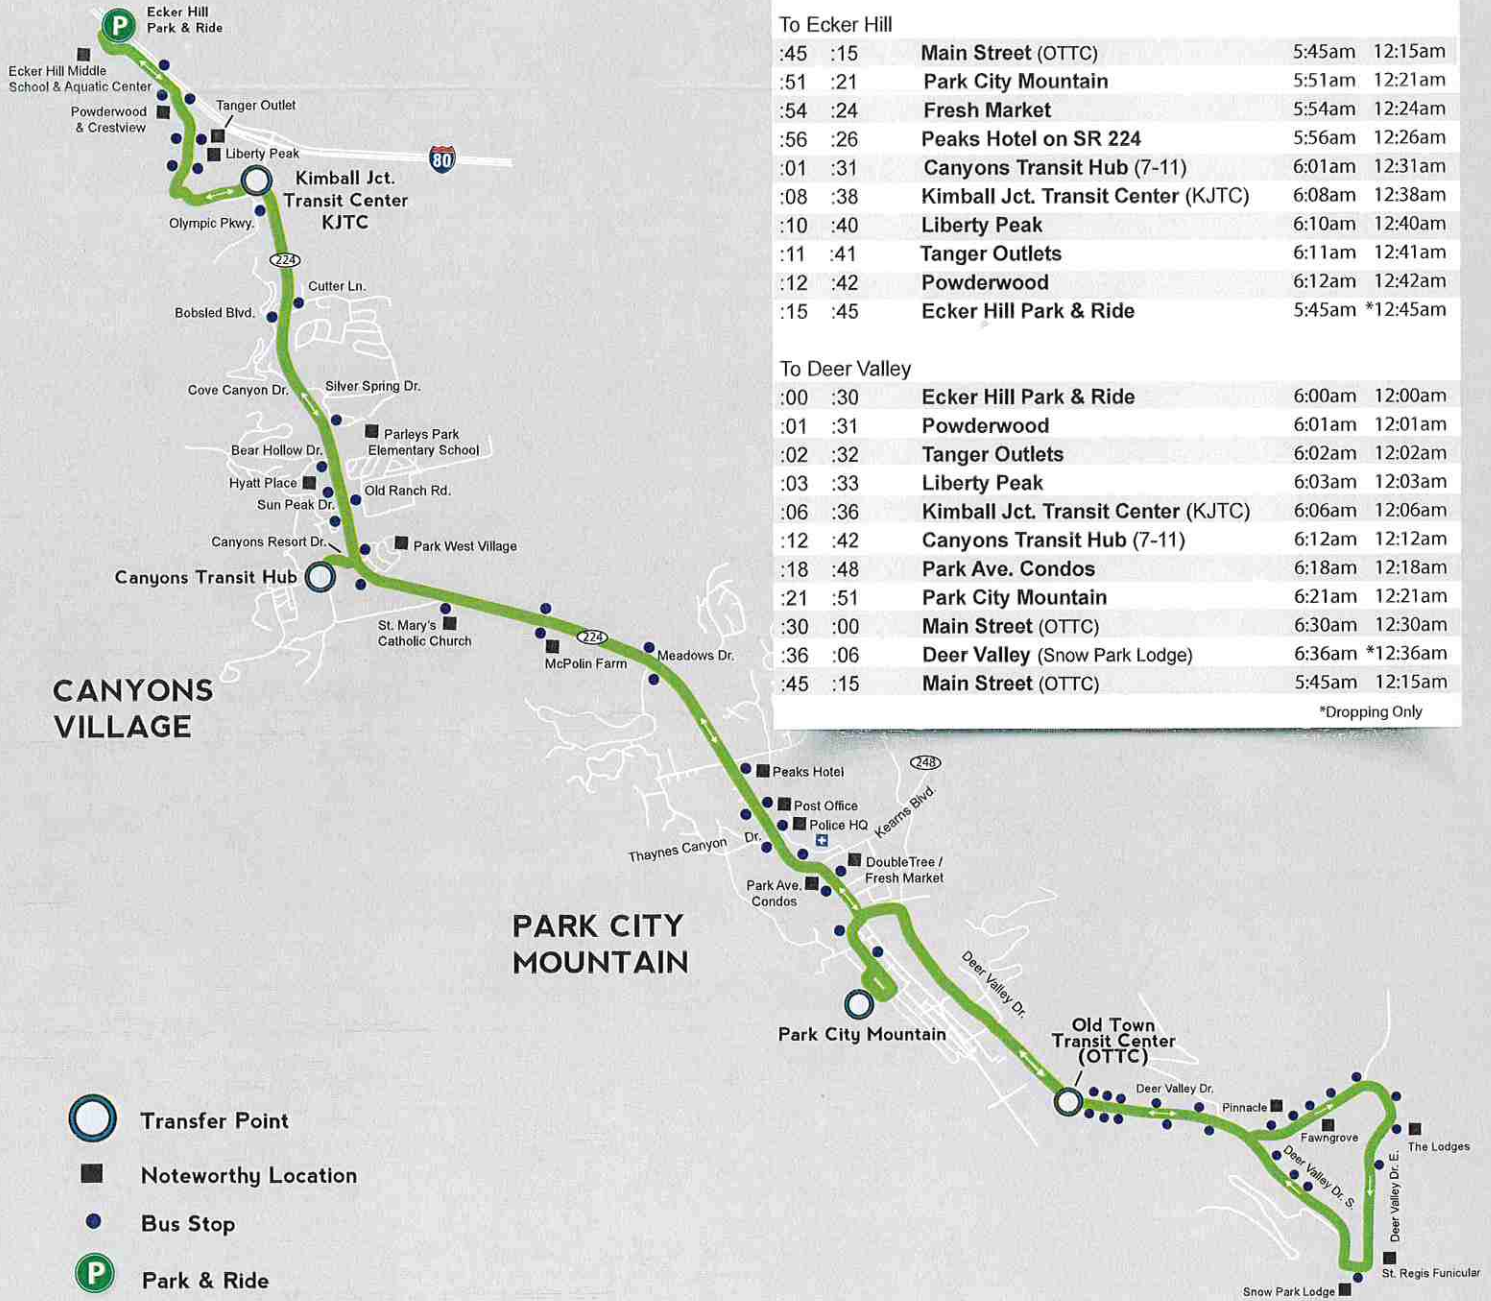 P
Ecker Hill
Park & Ride
Ecker Hill Middle
School & Aquatic Center
Powderwood
& Crestview
Tanger Outlet
Liberty Peak
80
Kimball Jct.
Transit Center
KJTC
Olympic Pkwy.
224
Cutter Ln.
Bobsled Blvd.
Cove Canyon Dr.
Silver Spring Dr.
Parleys Park
Elementary School
Bear Hollow Dr.
Hyatt Place
Old Ranch Rd.
Sun Peak Dr.
Canyons Resort Dr.
Park West Village
Canyons Transit Hub
St. Mary's
Catholic Church
224
McPolin Farm
Meadows Dr.
CANYONS
VILLAGE
To Ecker Hill
:45 :15 Main Street (OTTC) 5:45am 12:15am
:51 :21 Park City Mountain 5:51am 12:21am
:54 :24 Fresh Market 5:54am 12:24am
:56 :26 Peaks Hotel on SR 224 5:56am 12:26am
:01 :31 Canyons Transit Hub (7-11) 6:01am 12:31am
:08 :38 Kimball Jct. Transit Center (KJTC) 6:08am 12:38am
:10 :40 Liberty Peak 6:10am 12:40am
:11 :41 Tanger Outlets 6:11am 12:41am
:12 :42 Powderwood 6:12am 12:42am
:15 :45 Ecker Hill Park & Ride 5:45am *12:45am
To Deer Valley
:00 :30 Ecker Hill Park & Ride 6:00am 12:00am
:01 :31 Powderwood 6:01am 12:01am
:02 :32 Tanger Outlets 6:02am 12:02am
:03 :33 Liberty Peak 6:03am 12:03am
:06 :36 Kimball Jct. Transit Center (KJTC) 6:06am 12:06am
:12 :42 Canyons Transit Hub (7-11) 6:12am 12:12am
:18 :48 Park Ave. Condos 6:18am 12:18am
:21 :51 Park City Mountain 6:21am 12:21am
:30 :00 Main Street (OTTC) 6:30am 12:30am
:36 :06 Deer Valley (Snow Park Lodge) 6:36am *12:36am
:45 :15 Main Street (OTTC) 5:45am 12:15am
*Dropping Only
248
Peaks Hotel
Post Office
Police HQ
Kearns Blvd.
Thaynes Canyon Dr.
DoubleTree /
Fresh Market
Park Ave.
Condos
PARK CITY
MOUNTAIN
Deer Valley Dr.
Park City Mountain
Old Town
Transit Center
(OTTC)
Deer Valley Dr.
Pinnacle
Fawngrove
The Lodges
Deer Valley Dr. S.
Deer Valley Dr. E.
St. Regis Funicular
Snow Park Lodge
Transfer Point
Noteworthy Location
Bus Stop
P
Park & Ride